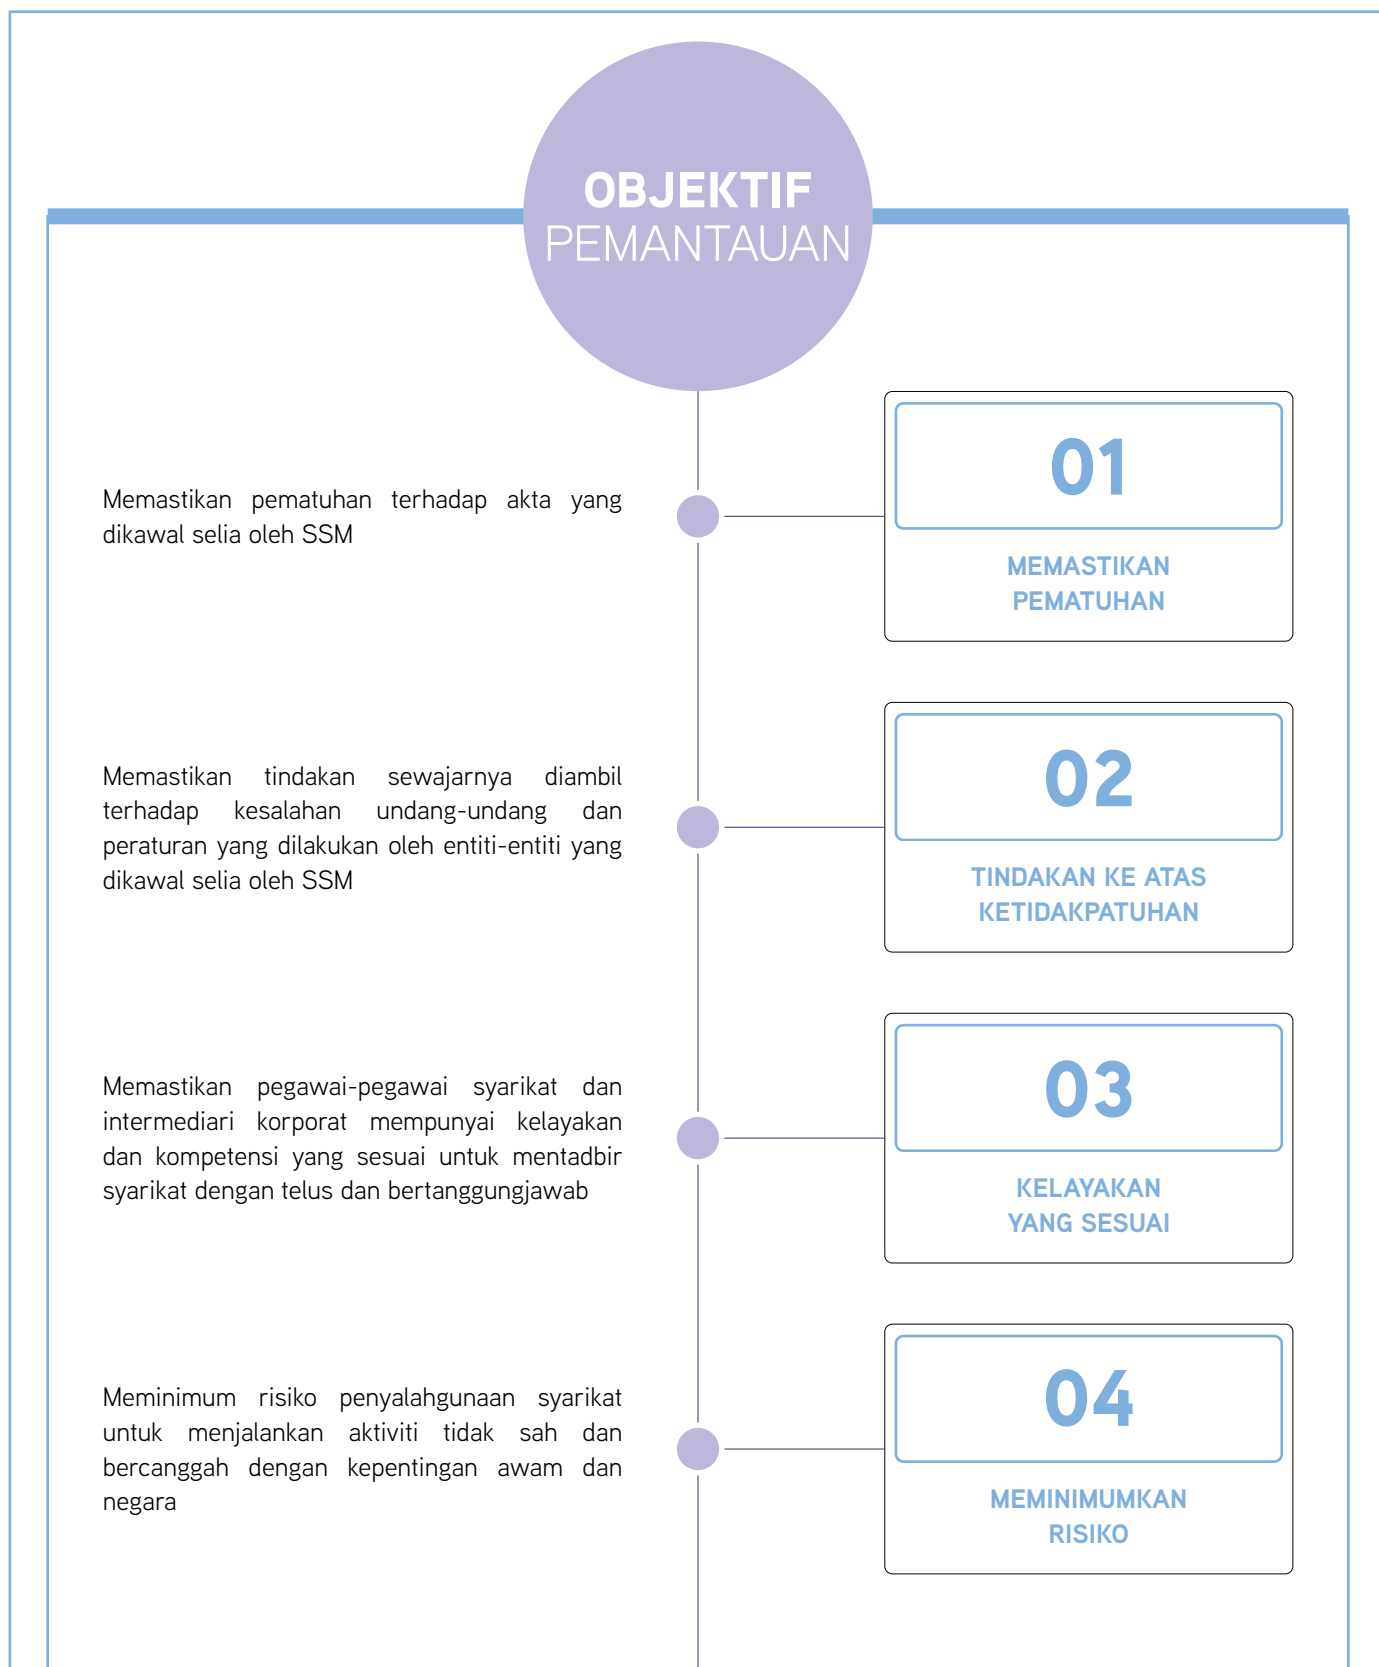 OBJEKTIF
PEMANTAUAN
Memastikan pematuhan terhadap akta yang
dikawal selia oleh SSM
01
MEMASTIKAN
PEMATUHAN
Memastikan tindakan sewajarnya diambil
terhadap kesalahan undang-undang dan
peraturan yang dilakukan oleh entiti-entiti yang
dikawal selia oleh SSM
02
TINDAKAN KE ATAS
KETIDAKPATUHAN
Memastikan pegawai-pegawai syarikat dan
intermediari korporat mempunyai kelayakan
dan kompetensi yang sesuai untuk mentadbir
syarikat dengan telus dan bertanggungjawab
03
KELAYAKAN
YANG SESUAI
Meminimum risiko penyalahgunaan syarikat
untuk menjalankan aktiviti tidak sah dan
bercanggah dengan kepentingan awam dan
negara
04
MEMINIMUMKAN
RISIKO